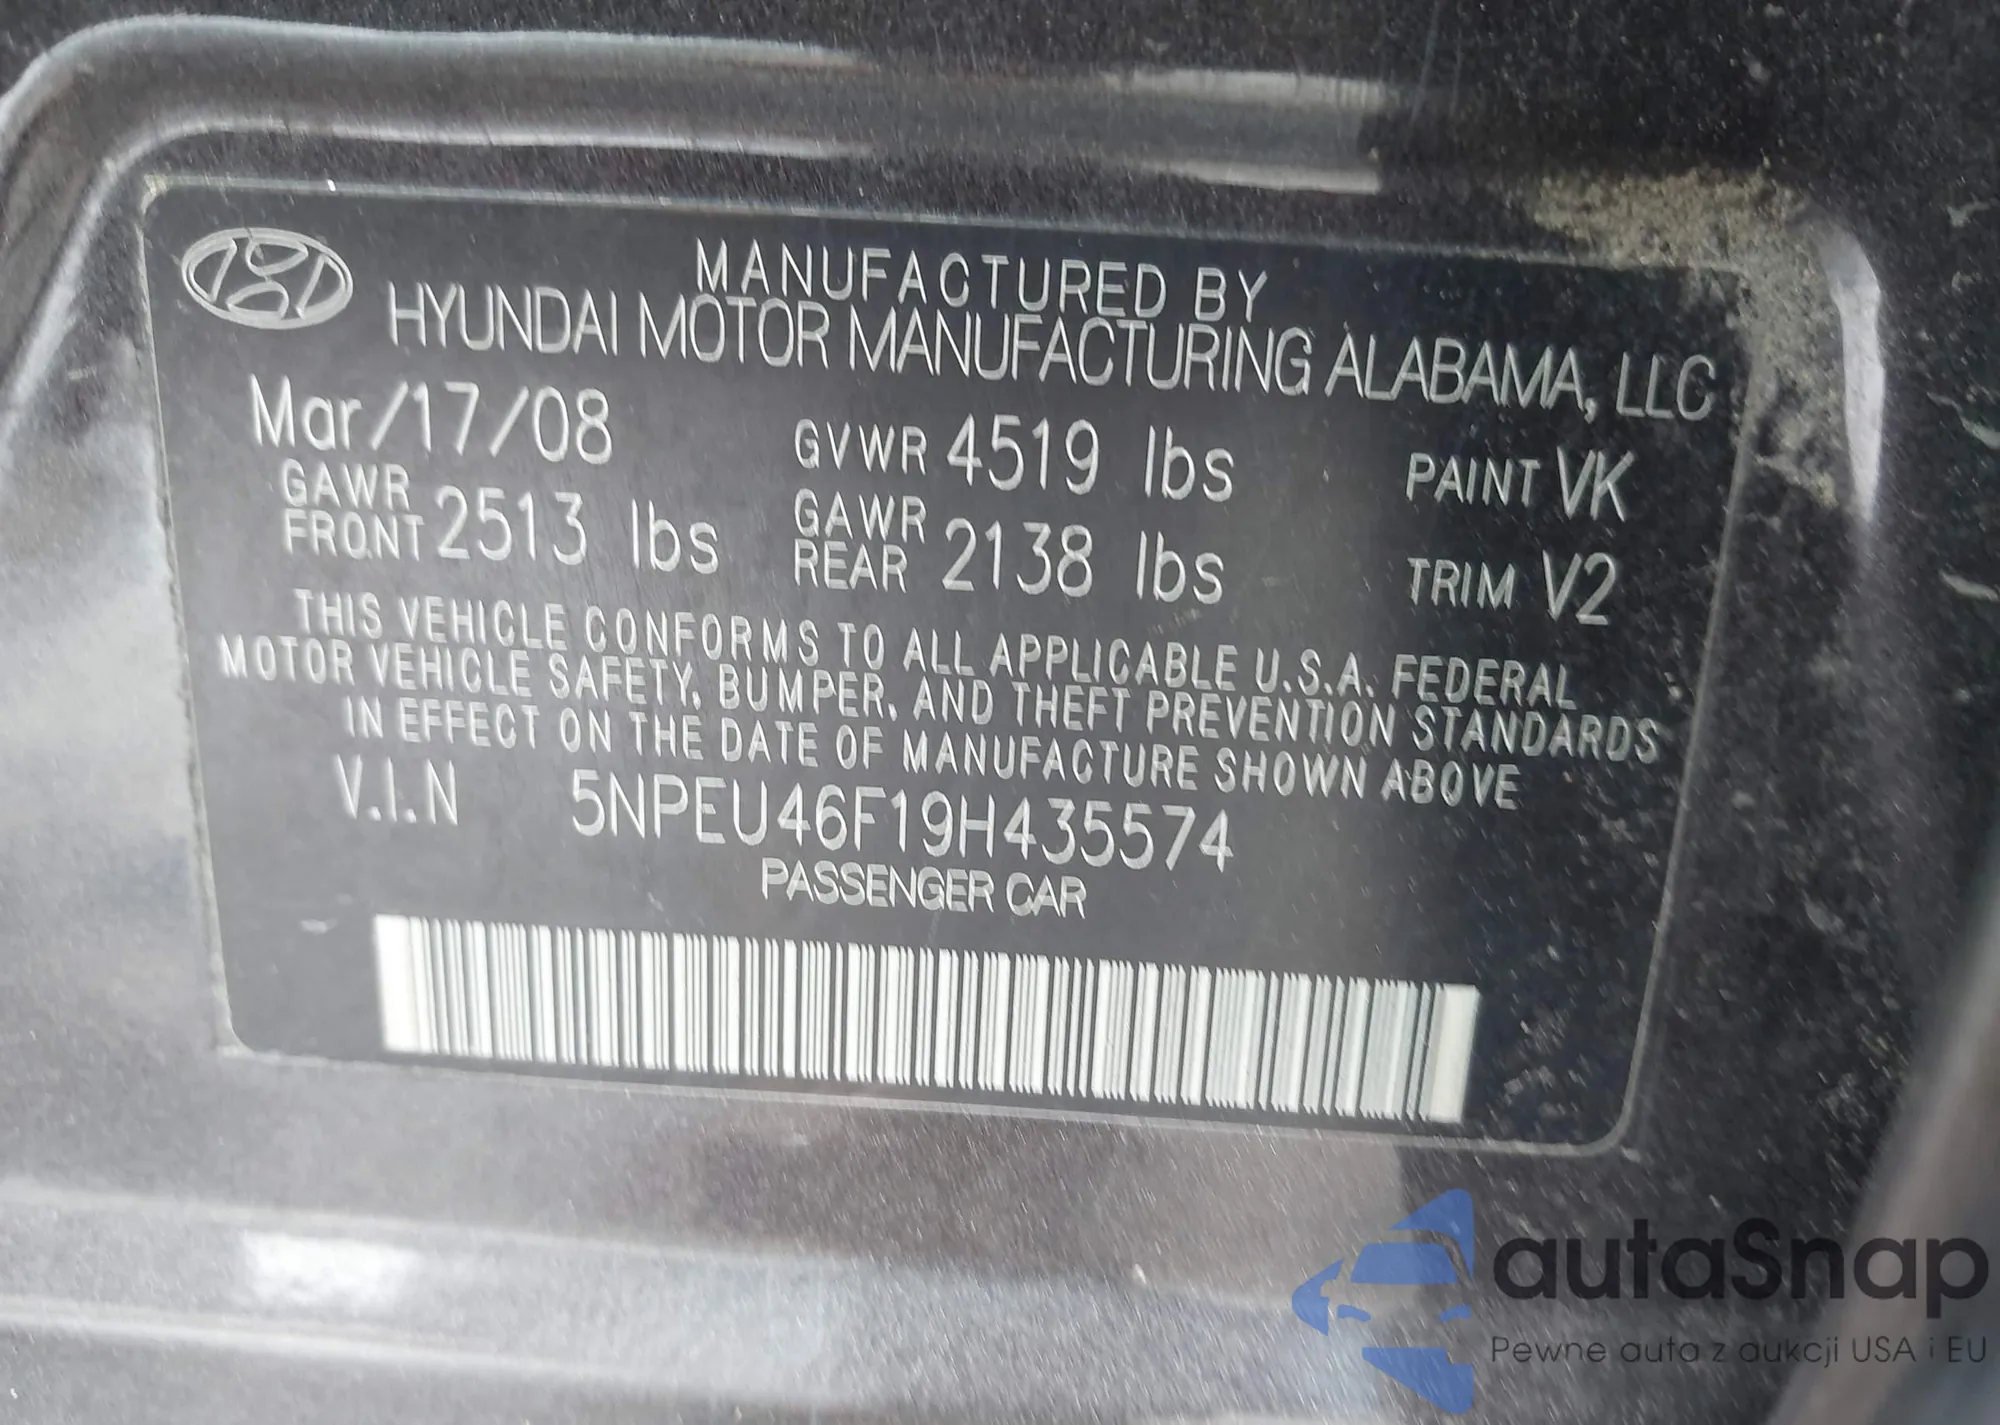 MANUFACTURED BY
HYUNDAI MOTOR MANUFACTURING ALABAMA, LLC
Mar/17/08 GVWR 4519 lbs PAINT VK
GAWR FRONT 2513 lbs GAWR REAR 2138 lbs TRIM V2
THIS VEHICLE CONFORMS TO ALL APPLICABLE U.S.A. FEDERAL
MOTOR VEHICLE SAFETY, BUMPER, AND THEFT PREVENTION STANDARDS
IN EFFECT ON THE DATE OF MANUFACTURE SHOWN ABOVE
V.I.N 5NPEU46F19H435574
PASSENGER CAR
autaSnap
Pewne auta z aukcji USA i EU